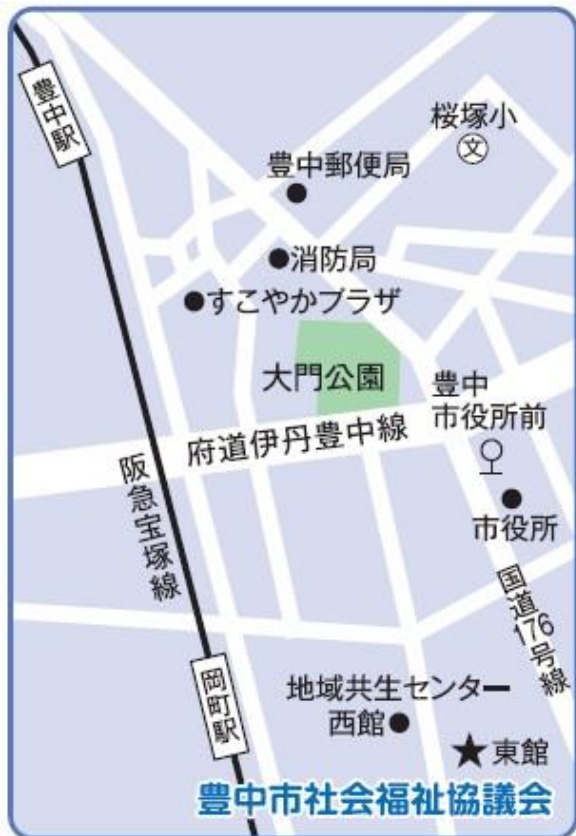 豊中駅
桜塚小
文
豊中郵便局
消防局
すこやかプラザ
大門公園
豊中
市役所前
府道伊丹豊中線
阪急宝塚線
市役所
国道176号線
岡町駅
地域共生センター
西館
東館
豊中市社会福祉協議会